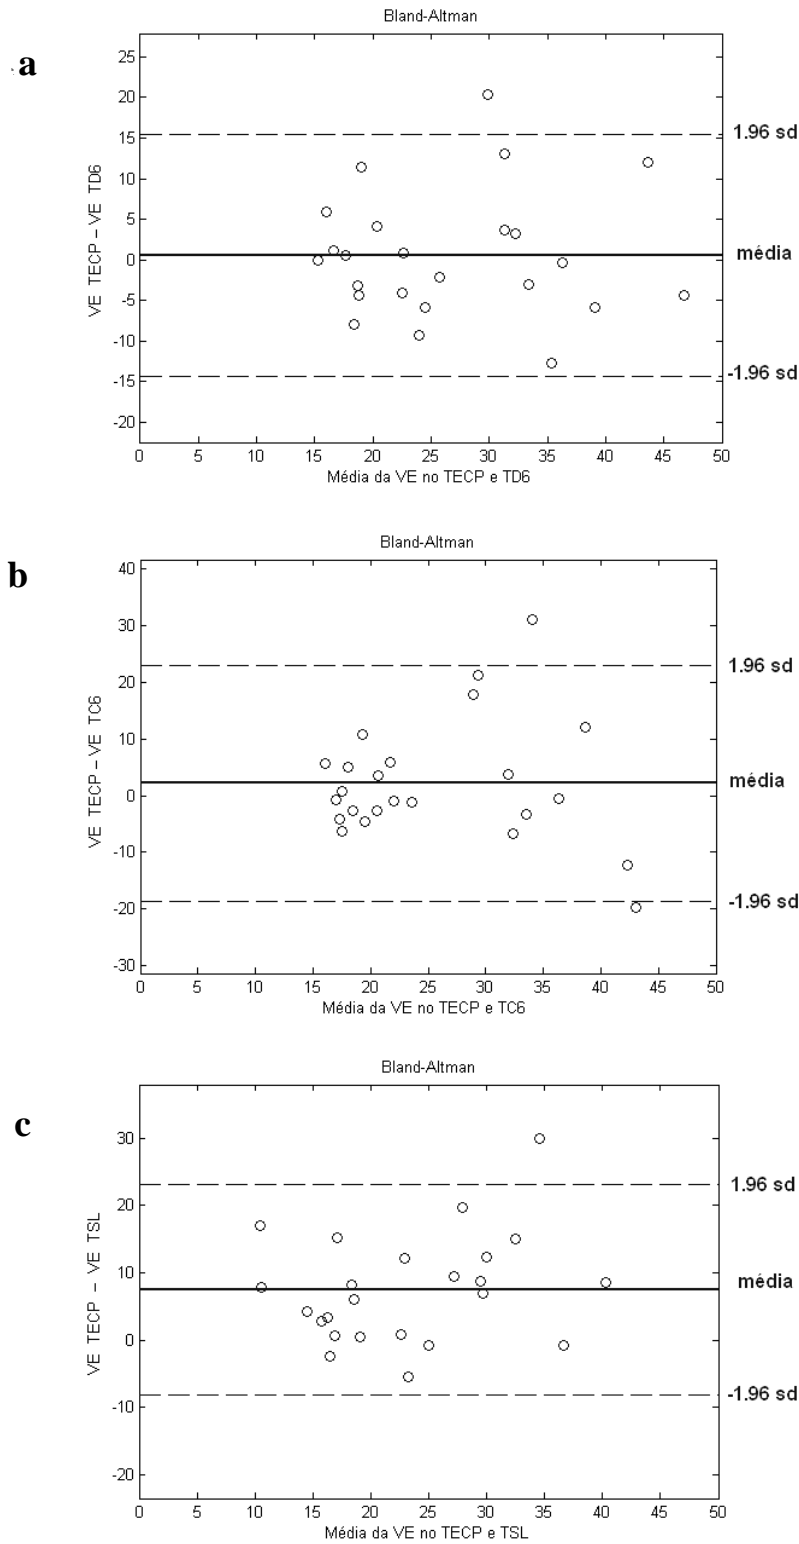 Bland-Altman
a
25
20
15
10
5
0
-5
-10
-15
-20
VE TECP – VE TD6
1.96 sd
média
-1.96 sd
0 5 10 15 20 25 30 35 40 45 50
Média da VE no TECP e TD6
Bland-Altman
b
40
30
20
10
0
-10
-20
-30
VE TECP – VE TC6
1.96 sd
média
-1.96 sd
0 5 10 15 20 25 30 35 40 45 50
Média da VE no TECP e TC6
Bland-Altman
c
30
20
10
0
-10
-20
VE TECP – VE TSL
1.96 sd
média
-1.96 sd
0 5 10 15 20 25 30 35 40 45 50
Média da VE no TECP e TSL